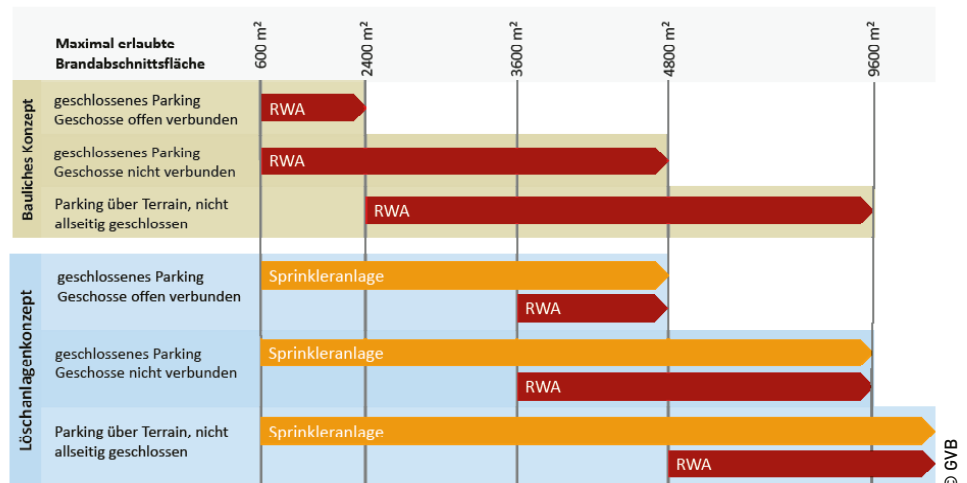 Maximal erlaubte
Brandabschnittsfläche
600 m²
2400 m²
3600 m²
4800 m²
9600 m²
Bauliches Konzept
geschlossenes Parking
Geschosse offen verbunden
RWA
geschlossenes Parking
Geschosse nicht verbunden
RWA
Parking über Terrain, nicht
allseitig geschlossen
RWA
Löschanlagenkonzept
geschlossenes Parking
Geschosse offen verbunden
Sprinkleranlage
RWA
geschlossenes Parking
Geschosse nicht verbunden
Sprinkleranlage
RWA
Parking über Terrain, nicht
allseitig geschlossen
Sprinkleranlage
RWA
© GVB